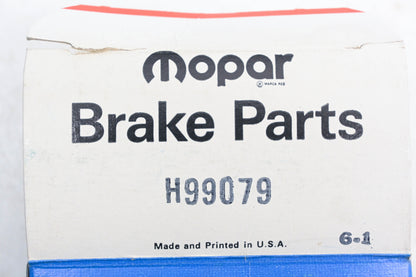 mopar
Brake Parts
H99079
Made and Printed in U.S.A.
6-1